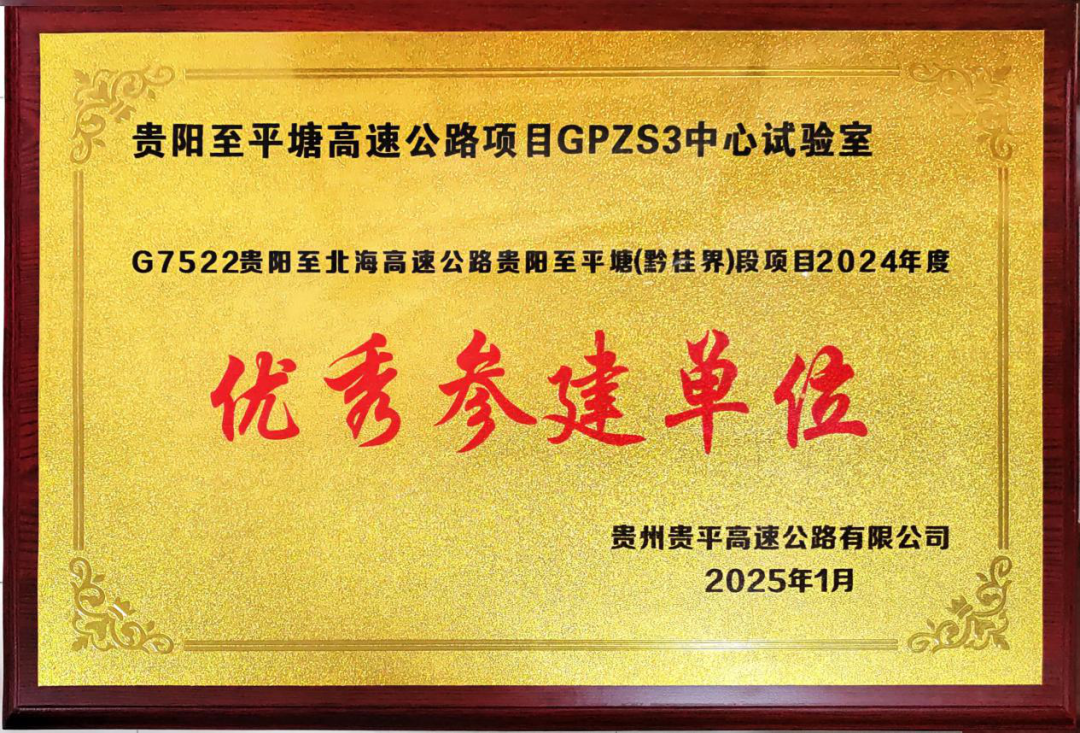 贵阳至平塘高速公路项目GPZS3中心试验室
G7522贵阳至北海高速公路贵阳至平塘(黔桂界)段项目2024年度
优秀参建单位
贵州贵平高速公路有限公司
2025年1月